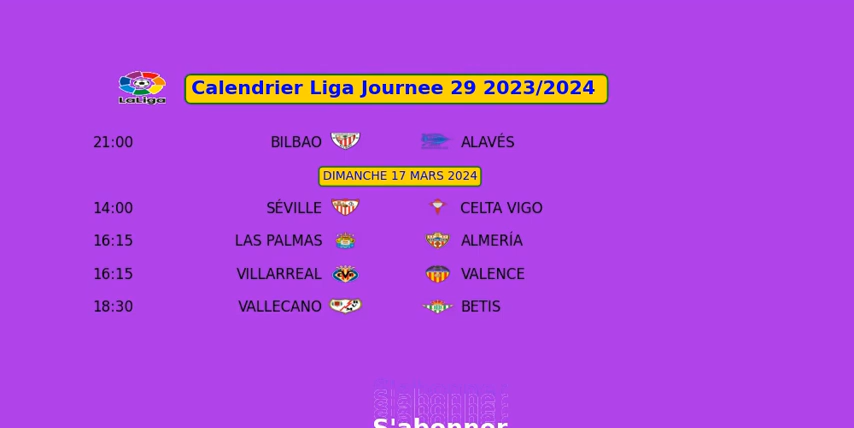 LaLiga
Calendrier Liga Journee 29 2023/2024
21:00 BILBAO ALAVÉS
DIMANCHE 17 MARS 2024
14:00 SÉVILLE CELTA VIGO
16:15 LAS PALMAS ALMERÍA
16:15 VILLARREAL VALENCE
18:30 VALLECANO BETIS
S'abonner